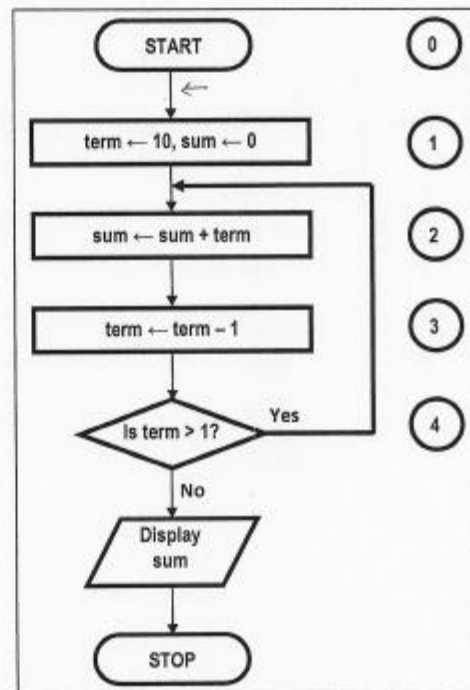 START
0
term ← 10, sum ← 0
1
sum ← sum + term
2
term ← term – 1
3
Is term > 1?
Yes
4
No
Display
sum
STOP